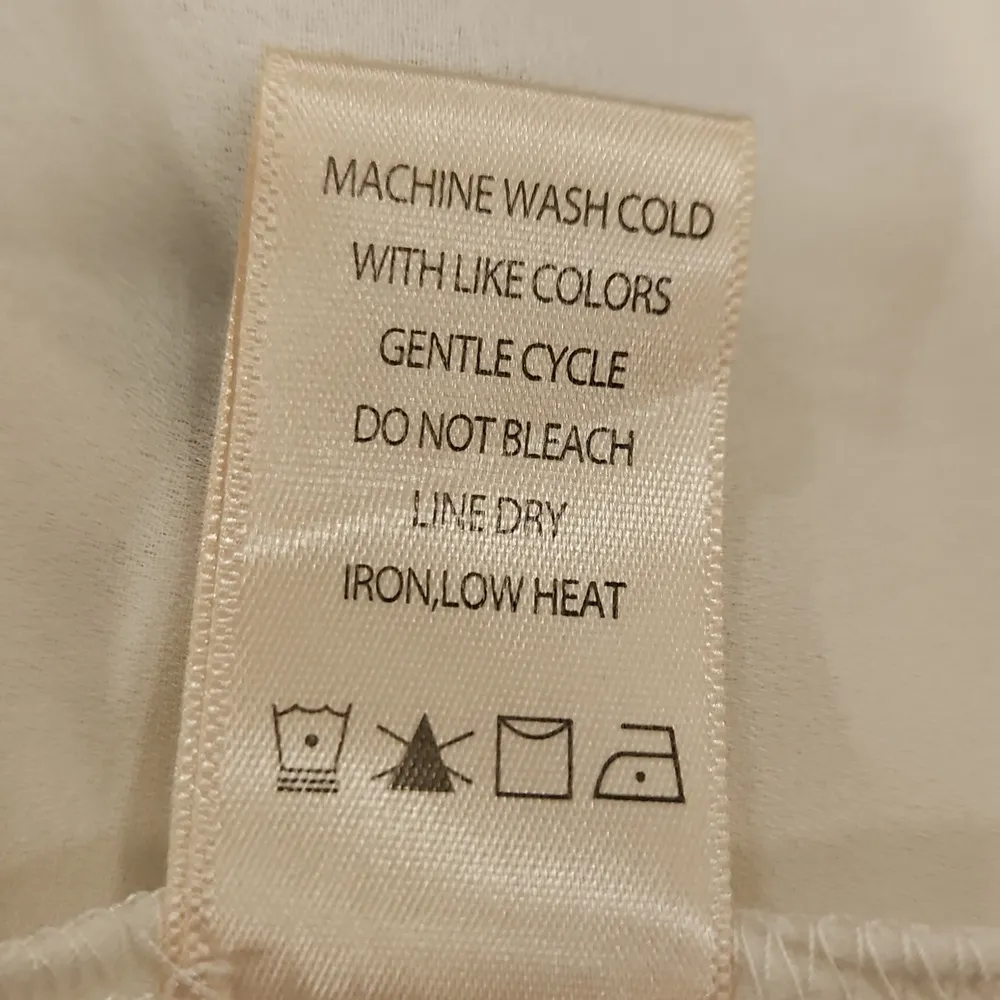 MACHINE WASH COLD
WITH LIKE COLORS
GENTLE CYCLE
DO NOT BLEACH
LINE DRY
IRON,LOW HEAT